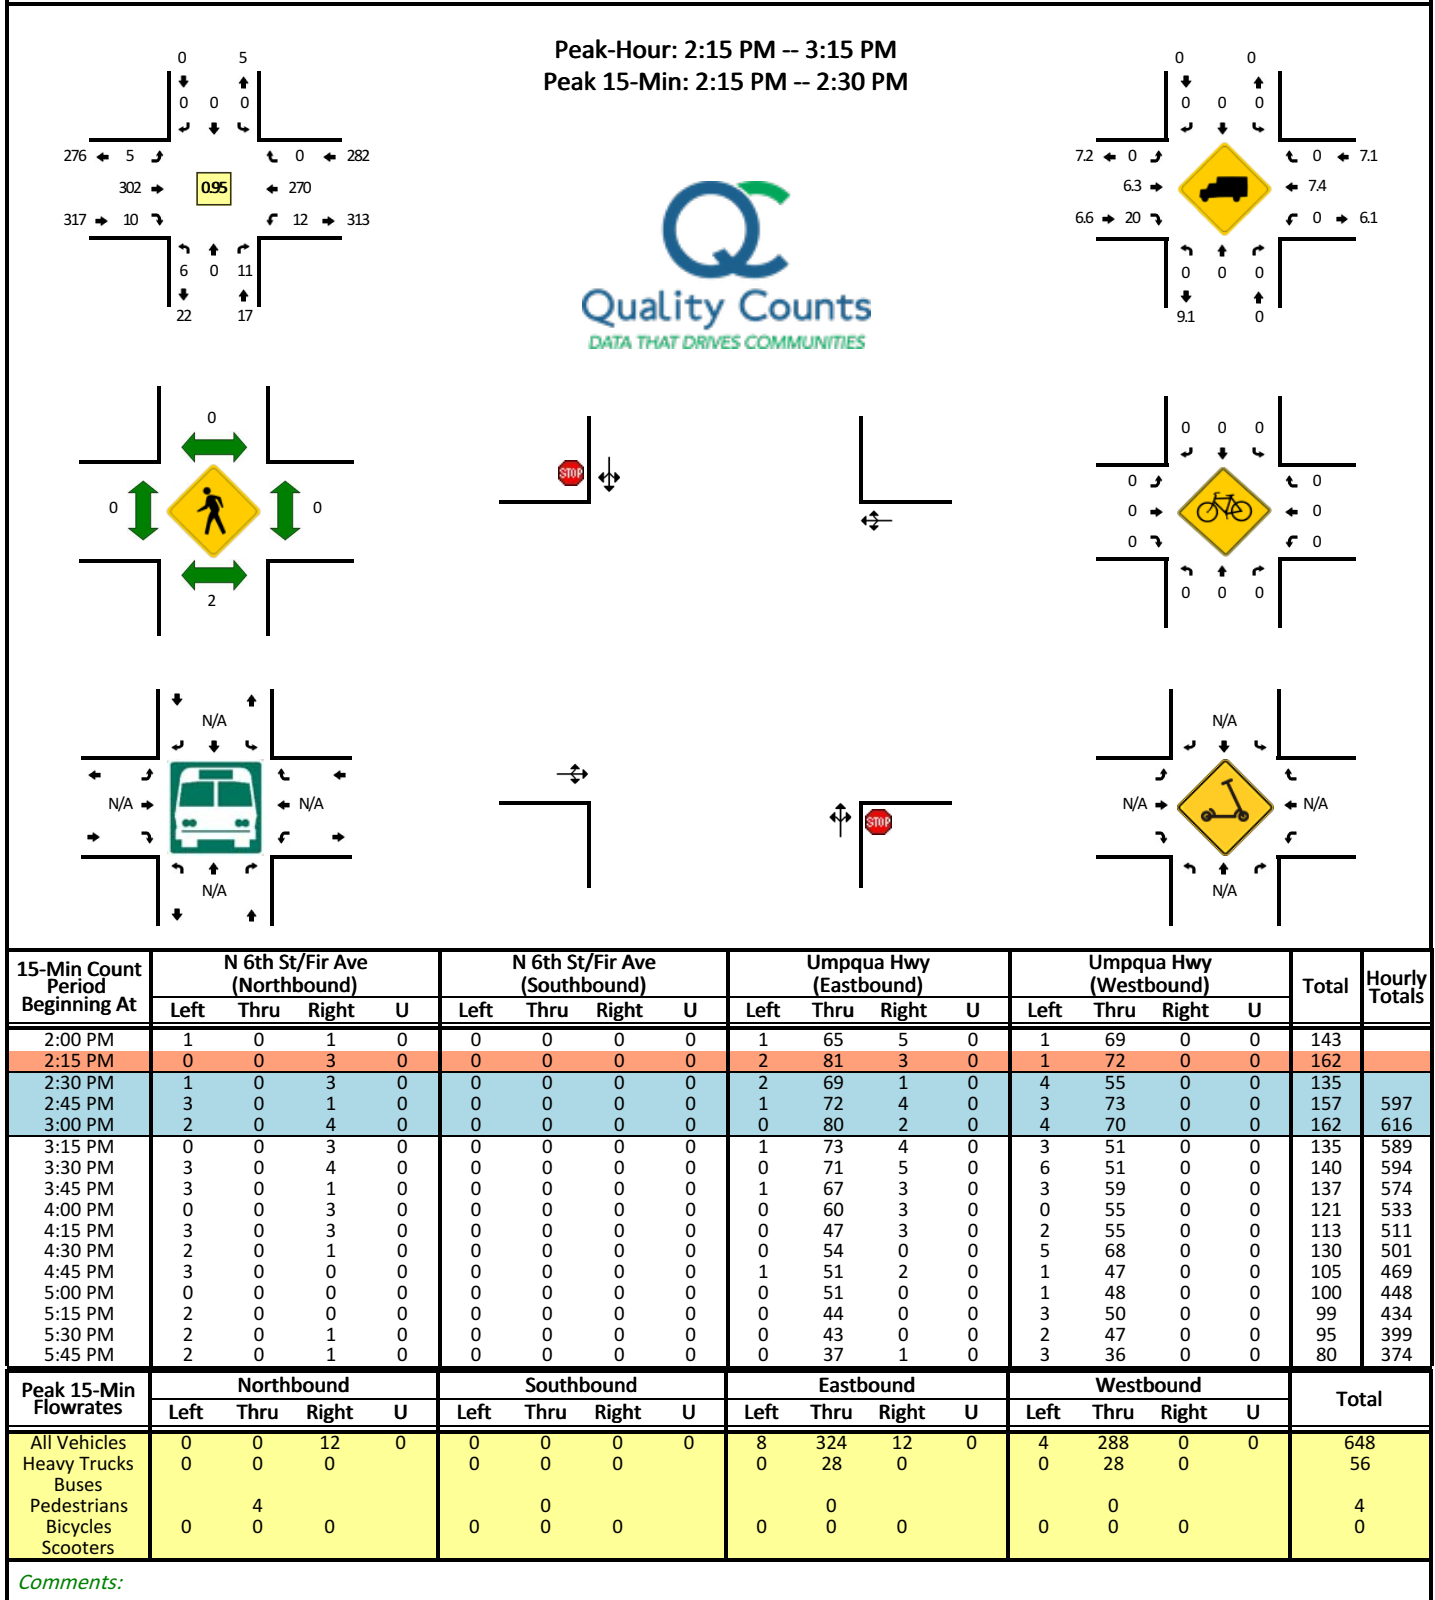 Peak-Hour: 2:15 PM -- 3:15 PM
Peak 15-Min: 2:15 PM -- 2:30 PM
0 5
0 0 0
276 5 0 282
302 0.95 270
317 10 12 313
6 0 11
22 17
Quality Counts
DATA THAT DRIVES COMMUNITIES
0 0
0 0 0
7.2 0 0 7.1
6.3 7.4
6.6 20 0 6.1
0 0 0
9.1 0
0
0 0
2
STOP
STOP
0 0 0
0 0
0 0
0 0
0 0 0
N/A
N/A N/A
N/A
N/A
N/A N/A
N/A
15-Min Count Period Beginning At N 6th St/Fir Ave (Northbound) N 6th St/Fir Ave (Southbound) Umpqua Hwy (Eastbound) Umpqua Hwy (Westbound) Total Hourly Totals
Left Thru Right U Left Thru Right U Left Thru Right U Left Thru Right U
2:00 PM 1 0 1 0 0 0 0 0 1 65 5 0 1 69 0 0 143
2:15 PM 0 0 3 0 0 0 0 0 2 81 3 0 1 72 0 0 162
2:30 PM 1 0 3 0 0 0 0 0 2 69 1 0 4 55 0 0 135
2:45 PM 3 0 1 0 0 0 0 0 1 72 4 0 3 73 0 0 157 597
3:00 PM 2 0 4 0 0 0 0 0 0 80 2 0 4 70 0 0 162 616
3:15 PM 0 0 3 0 0 0 0 0 1 73 4 0 3 51 0 0 135 589
3:30 PM 3 0 4 0 0 0 0 0 0 71 5 0 6 51 0 0 140 594
3:45 PM 3 0 1 0 0 0 0 0 1 67 3 0 3 59 0 0 137 574
4:00 PM 0 0 3 0 0 0 0 0 0 60 3 0 0 55 0 0 121 533
4:15 PM 3 0 3 0 0 0 0 0 0 47 3 0 2 55 0 0 113 511
4:30 PM 2 0 1 0 0 0 0 0 0 54 0 0 5 68 0 0 130 501
4:45 PM 3 0 0 0 0 0 0 0 1 51 2 0 1 47 0 0 105 469
5:00 PM 0 0 0 0 0 0 0 0 0 51 0 0 1 48 0 0 100 448
5:15 PM 2 0 0 0 0 0 0 0 0 44 0 0 3 50 0 0 99 434
5:30 PM 2 0 1 0 0 0 0 0 0 43 0 0 2 47 0 0 95 399
5:45 PM 2 0 1 0 0 0 0 0 0 37 1 0 3 36 0 0 80 374
Peak 15-Min Flowrates Northbound Southbound Eastbound Westbound Total
Left Thru Right U Left Thru Right U Left Thru Right U Left Thru Right U
All Vehicles 0 0 12 0 0 0 0 0 8 324 12 0 4 288 0 0 648
Heavy Trucks 0 0 0 0 0 0 0 28 0 0 28 0 56
Buses
Pedestrians 4 0 0 0 4
Bicycles 0 0 0 0 0 0 0 0 0 0 0 0 0
Scooters
Comments: